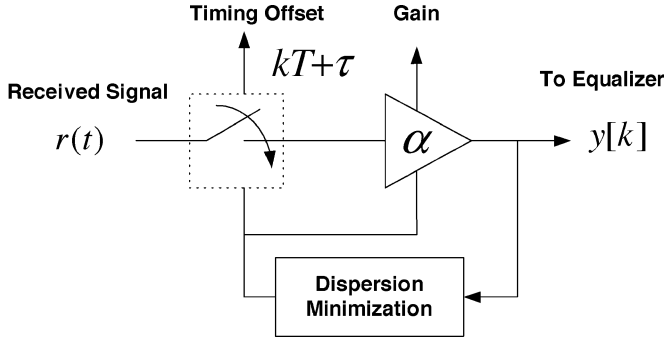 Timing Offset
Gain
kT+τ
To Equalizer
Received Signal
r(t)
α
y[k]
Dispersion
Minimization